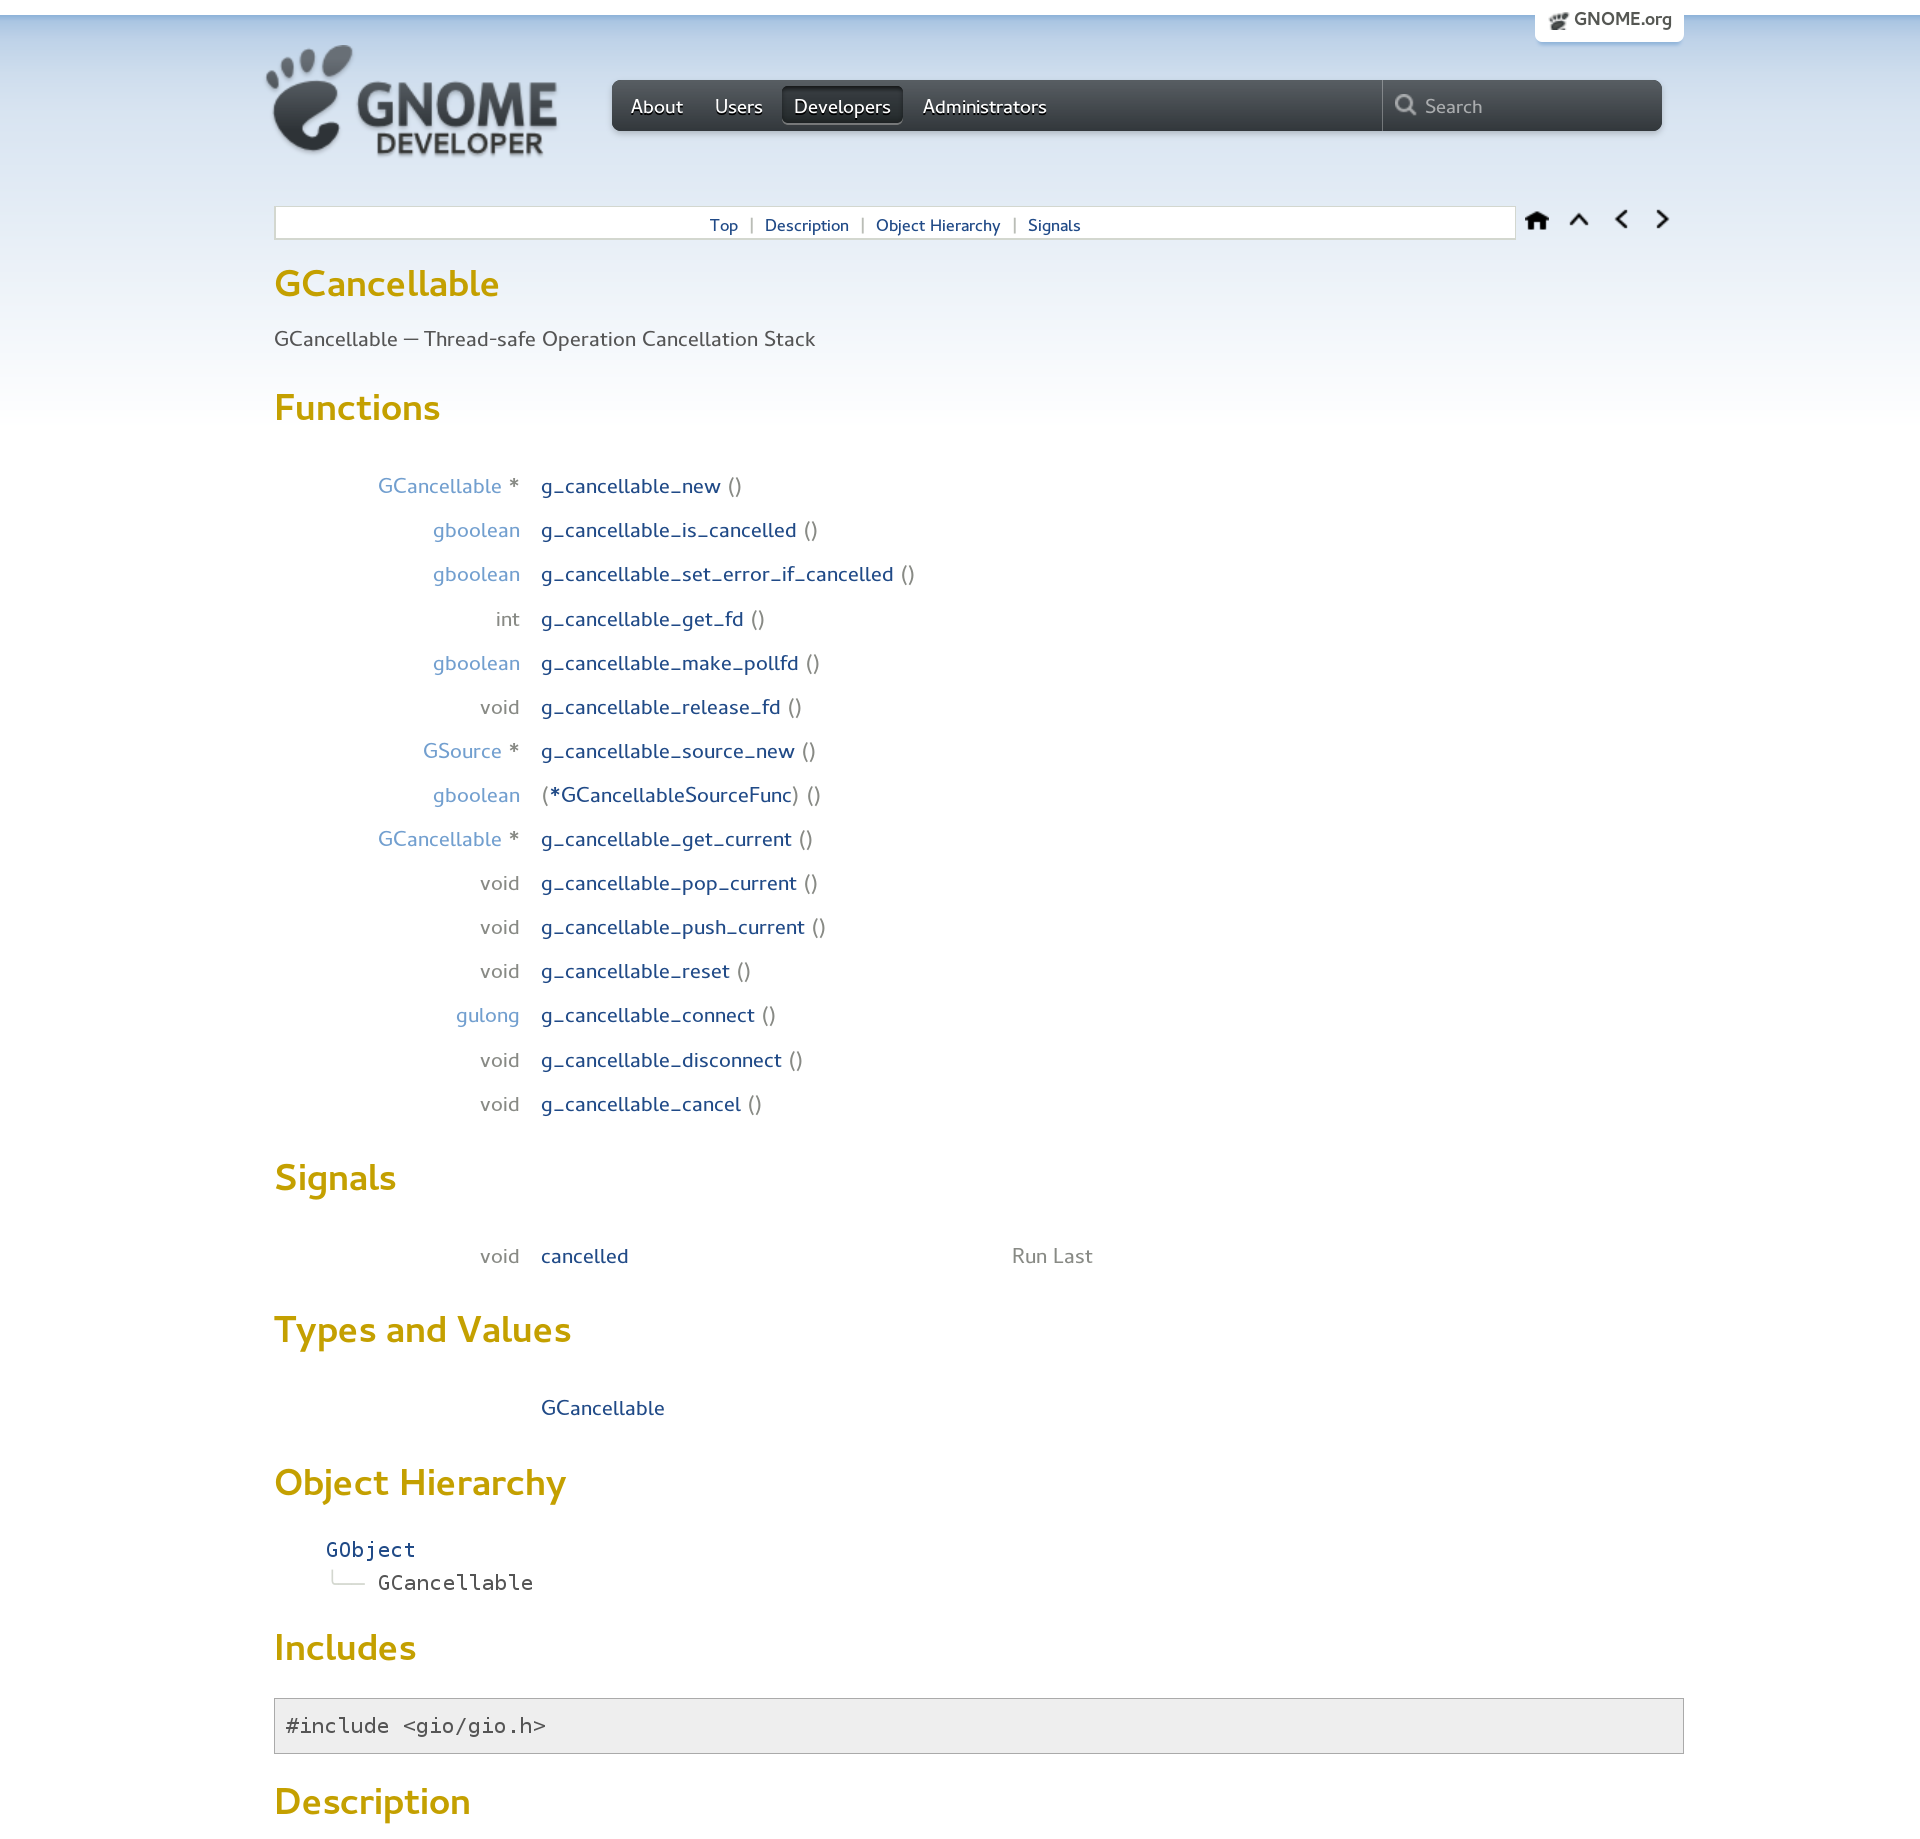 GNOME.org
GNOME
DEVELOPER
About Users Developers Administrators Search
Top | Description | Object Hierarchy | Signals
GCancellable
GCancellable — Thread-safe Operation Cancellation Stack
Functions
GCancellable * g_cancellable_new ()
gboolean g_cancellable_is_cancelled ()
gboolean g_cancellable_set_error_if_cancelled ()
int g_cancellable_get_fd ()
gboolean g_cancellable_make_pollfd ()
void g_cancellable_release_fd ()
GSource * g_cancellable_source_new ()
gboolean (*GCancellableSourceFunc) ()
GCancellable * g_cancellable_get_current ()
void g_cancellable_pop_current ()
void g_cancellable_push_current ()
void g_cancellable_reset ()
gulong g_cancellable_connect ()
void g_cancellable_disconnect ()
void g_cancellable_cancel ()
Signals
void cancelled Run Last
Types and Values
GCancellable
Object Hierarchy
GObject
GCancellable
Includes
#include <gio/gio.h>
Description